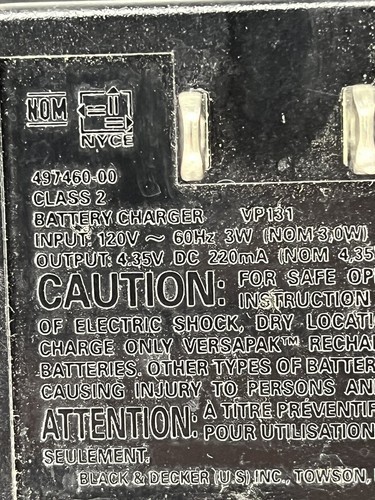 NOM
NYCE
497460-00
CLASS 2
BATTERY CHARGER VP131
INPUT: 120V ~ 60Hz 3W (NOM 3,0W)
OUTPUT: 4.35V DC 220mA (NOM 4,35
CAUTION: FOR SAFE OP
INSTRUCTION
OF ELECTRIC SHOCK, DRY LOCATI
CHARGE ONLY VERSAPAK™ RECHA
BATTERIES. OTHER TYPES OF BATTER
CAUSING INJURY TO PERSONS AN
ATTENTION: À TITRE PRÉVENTIF
POUR UTILISATION
SEULEMENT.
BLACK & DECKER (U.S.) INC., TOWSON,